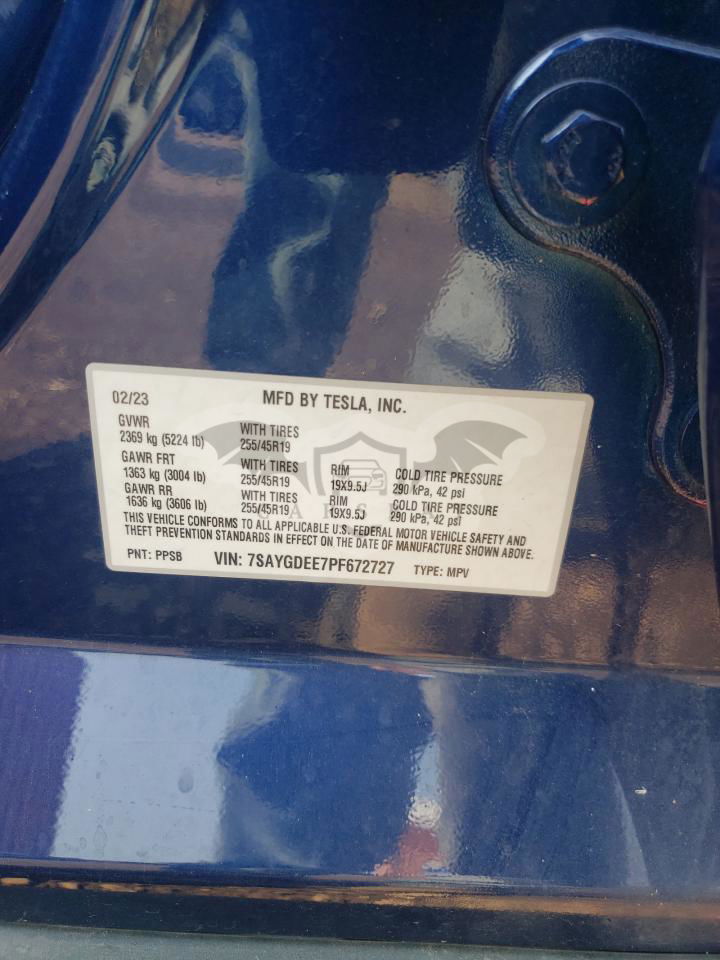 02/23 MFD BY TESLA, INC.
GVWR WITH TIRES
2369 kg (5224 lb) 255/45R19
GAWR FRT WITH TIRES RIM COLD TIRE PRESSURE
1363 kg (3004 lb) 255/45R19 19X9.5J 290 kPa, 42 psi
GAWR RR WITH TIRES RIM COLD TIRE PRESSURE
1636 kg (3606 lb) 255/45R19 19X9.5J 290 kPa, 42 psi
THIS VEHICLE CONFORMS TO ALL APPLICABLE U.S. FEDERAL MOTOR VEHICLE SAFETY AND
THEFT PREVENTION STANDARDS IN EFFECT ON THE DATE OF MANUFACTURE SHOWN ABOVE.
PNT: PPSB VIN: 7SAYGDEE7PF672727 TYPE: MPV